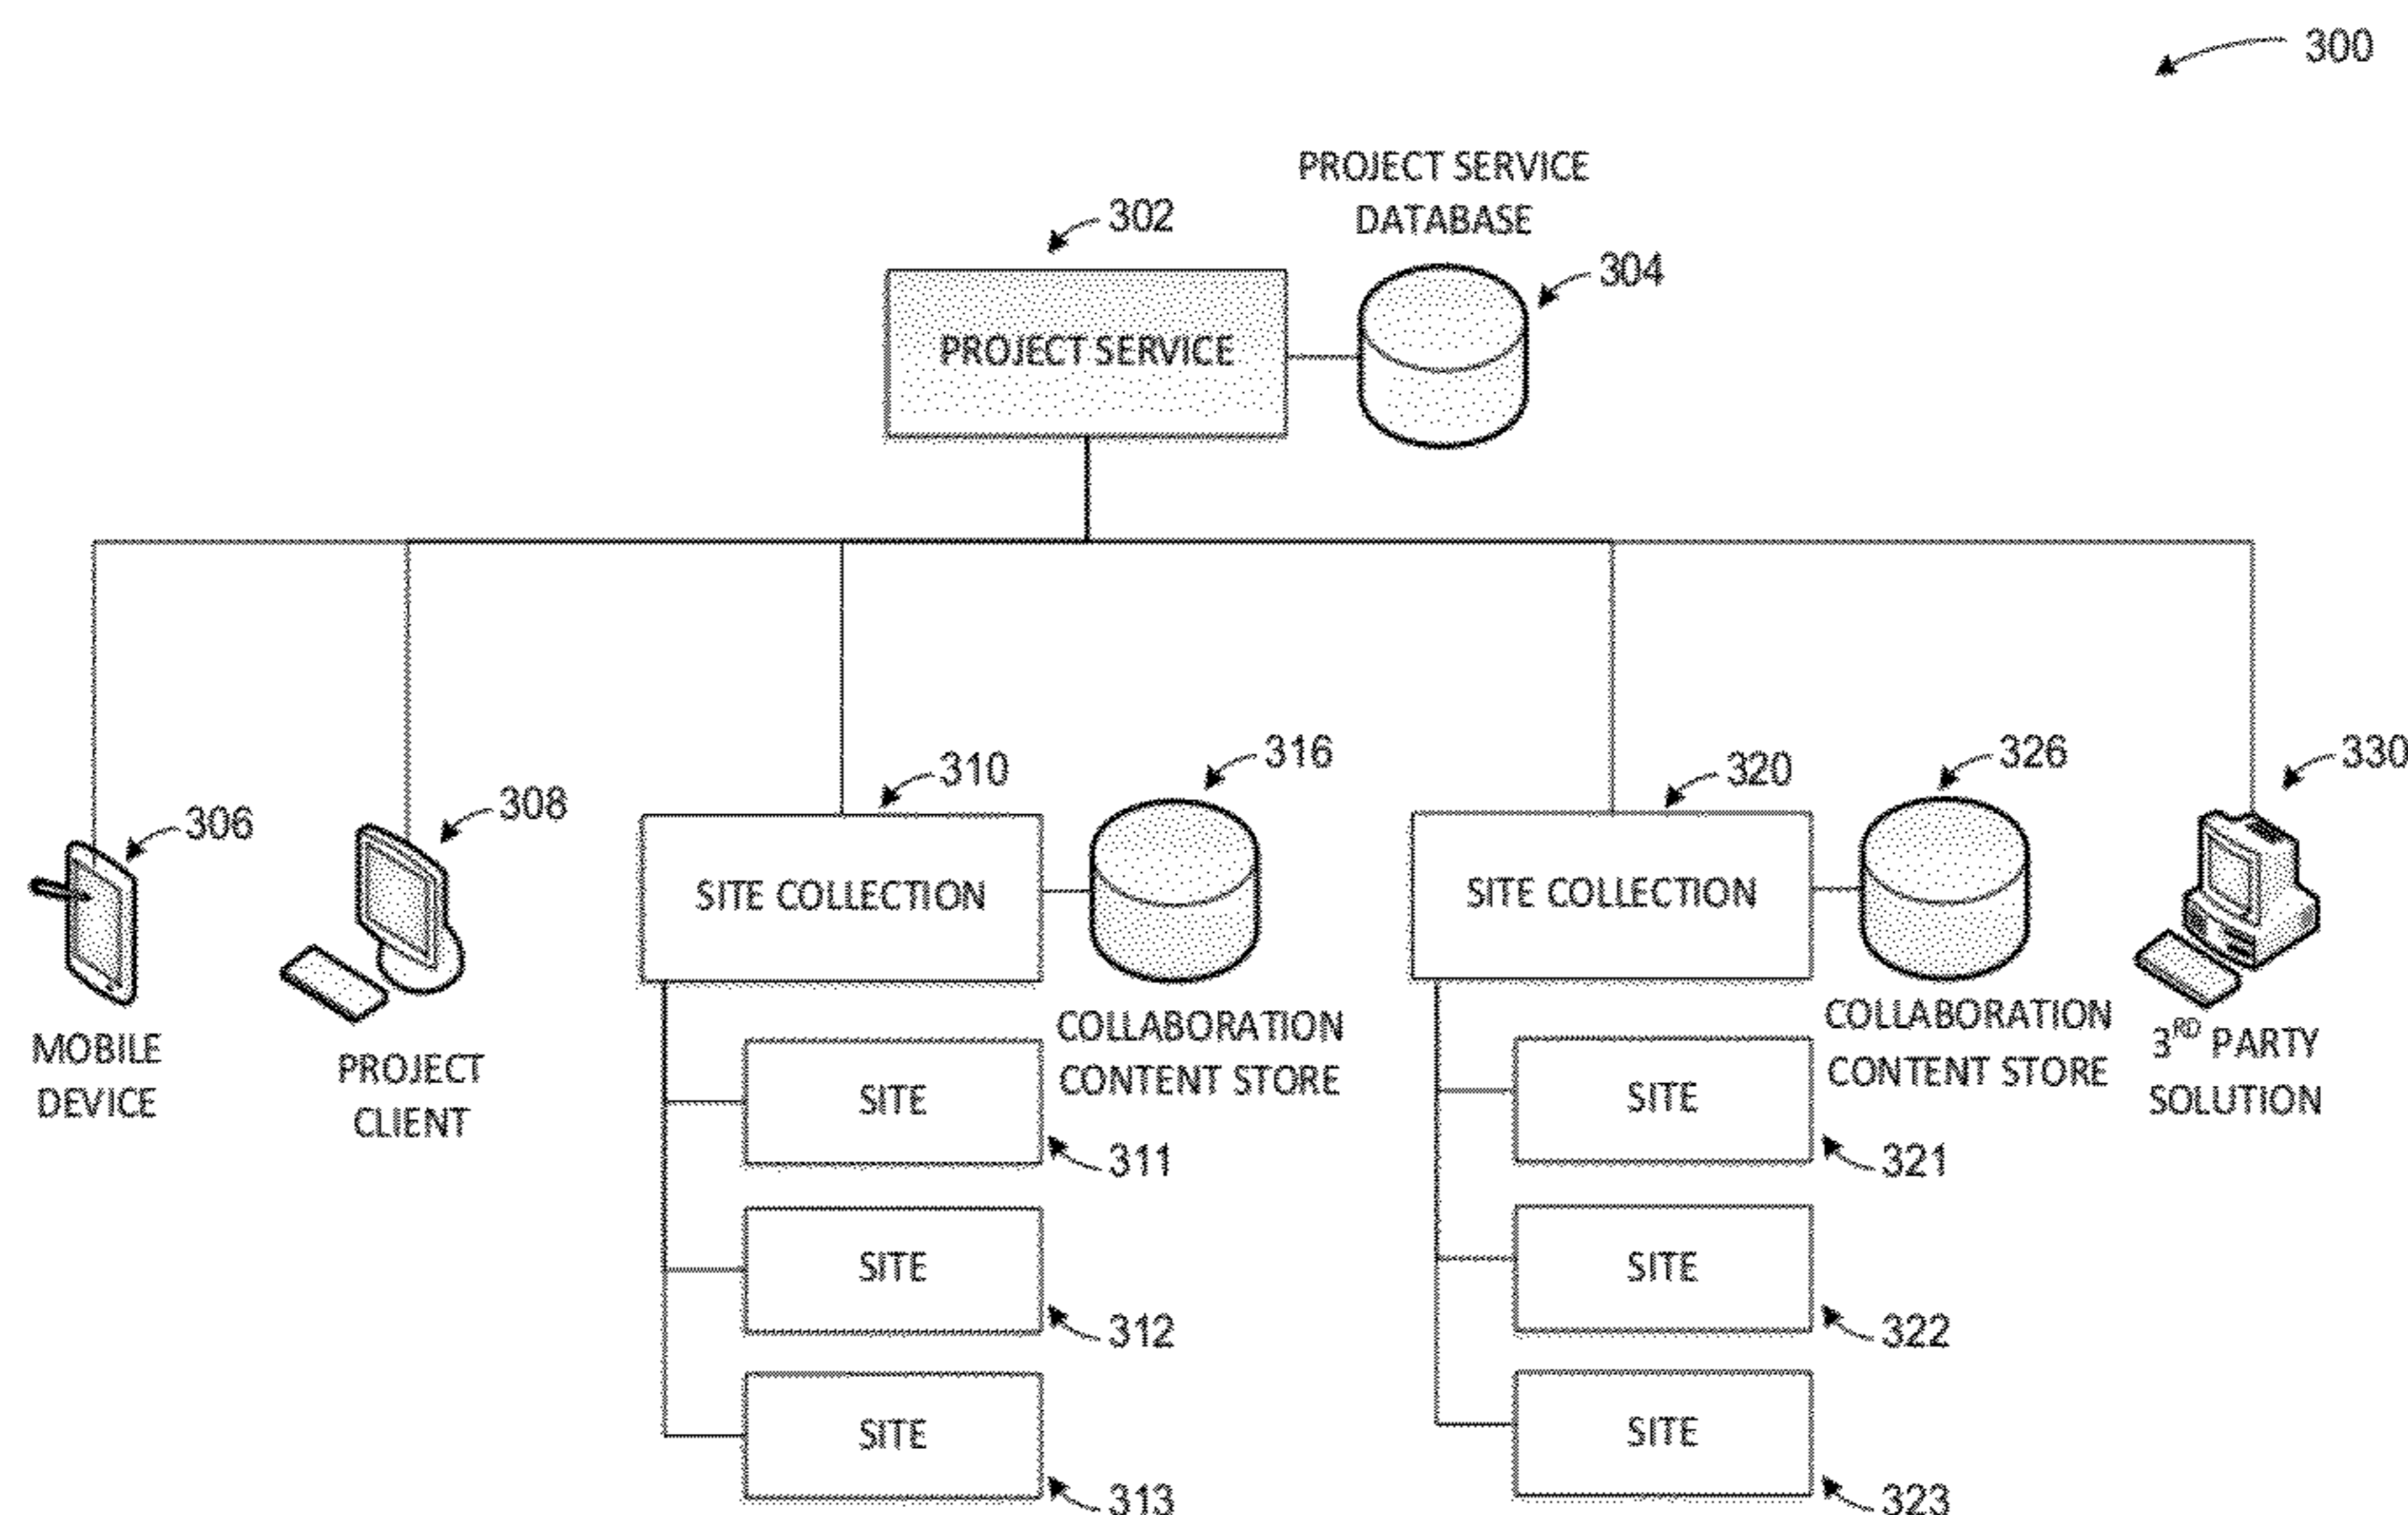 300
PROJECT SERVICE
DATABASE
302
304
PROJECT SERVICE
310
316
320
326
330
306
308
SITE COLLECTION
SITE COLLECTION
MOBILE
DEVICE
PROJECT
CLIENT
COLLABORATION
CONTENT STORE
COLLABORATION
CONTENT STORE
3RD PARTY
SOLUTION
SITE
311
SITE
321
SITE
312
SITE
322
SITE
313
SITE
323